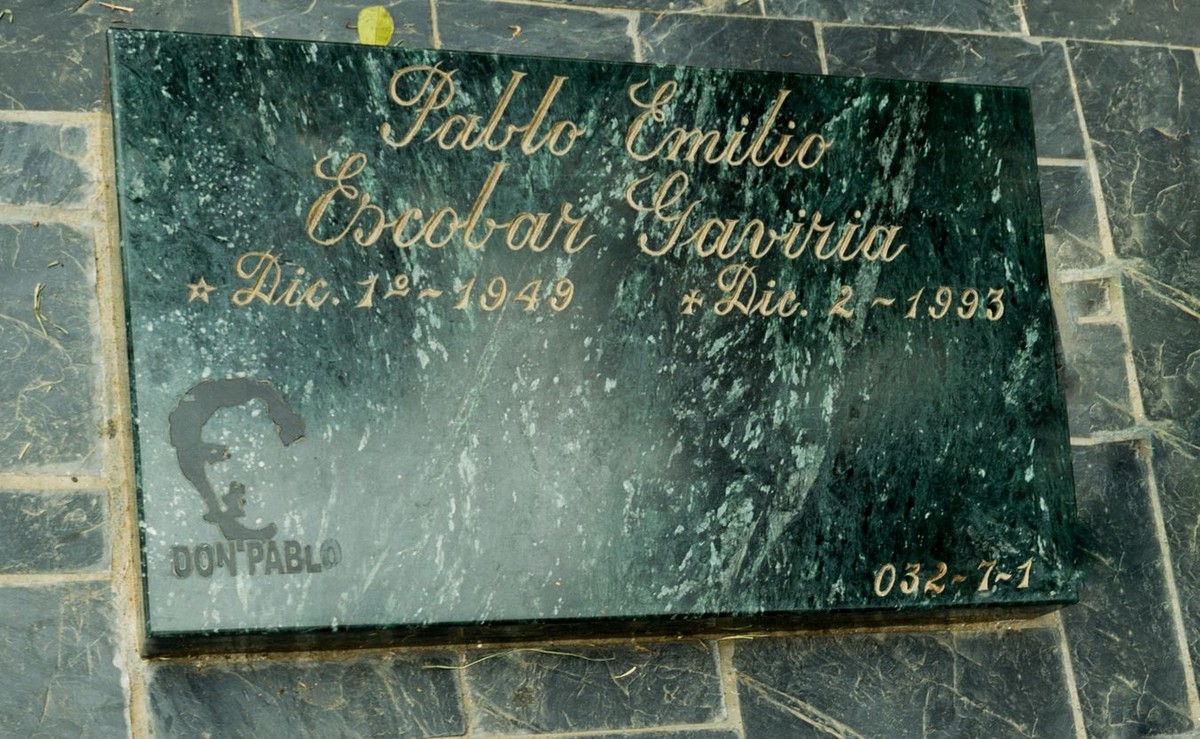 Pablo Emilio
Escobar Gaviria
☆ Dic. 1º ~ 1949 ✠ Dic. 2 ~ 1993
DON PABLO
032~7~1